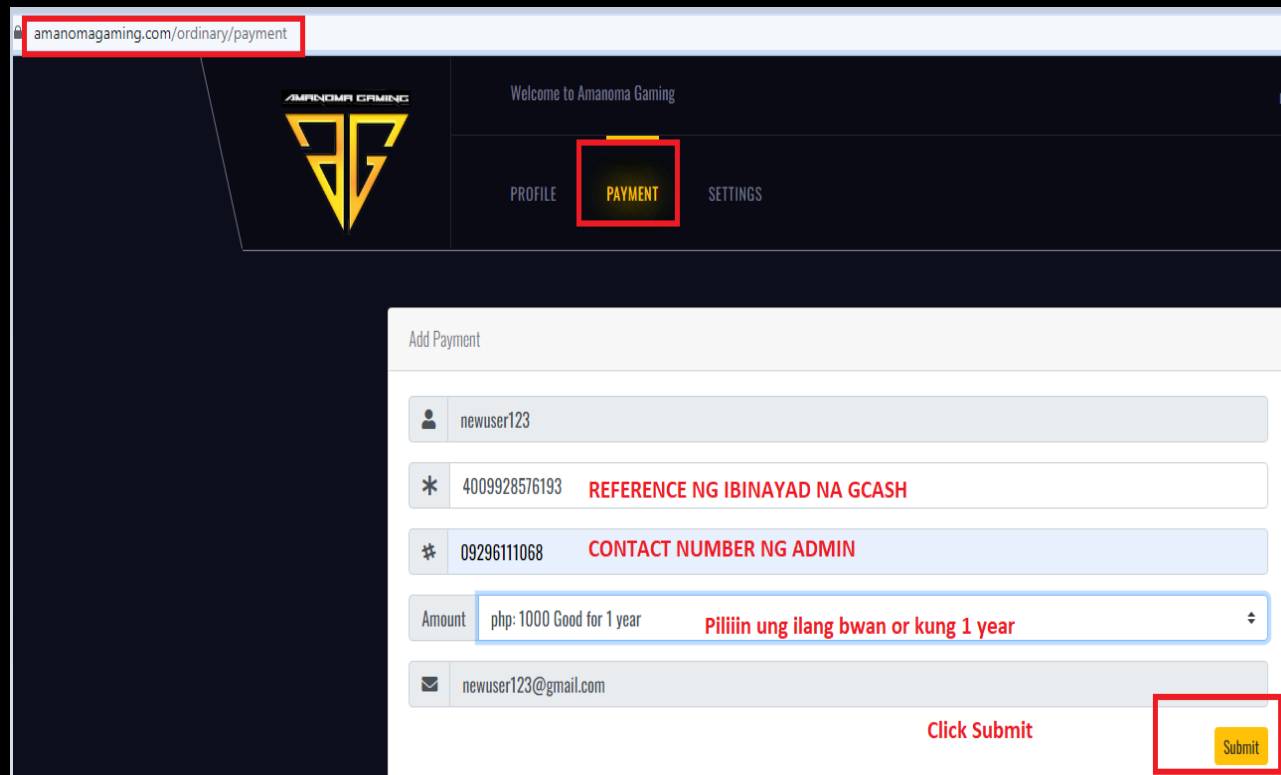 amanomagaming.com/ordinary/payment
AMANOMA GAMING
Welcome to Amanoma Gaming
PROFILE PAYMENT SETTINGS
Add Payment
newuser123
4009928576193 REFERENCE NG IBINAYAD NA GCASH
09296111068 CONTACT NUMBER NG ADMIN
Amount php: 1000 Good for 1 year Piliiin ung ilang bwan or kung 1 year
newuser123@gmail.com
Click Submit
Submit